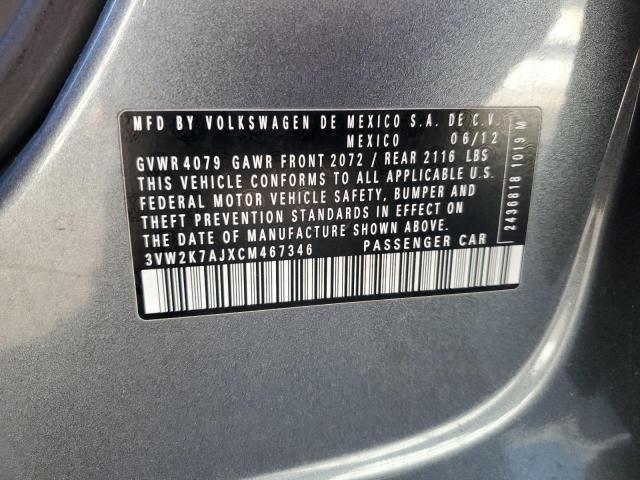 MFD BY VOLKSWAGEN DE MEXICO S.A. DE C.V.
MEXICO 06/12
GVWR 4079 GAWR FRONT 2072 / REAR 2116 LBS
THIS VEHICLE CONFORMS TO ALL APPLICABLE U.S.
FEDERAL MOTOR VEHICLE SAFETY, BUMPER AND
THEFT PREVENTION STANDARDS IN EFFECT ON
THE DATE OF MANUFACTURE SHOWN ABOVE.
3VW2K7AJXCM467346 PASSENGER CAR
2436818 1019 M